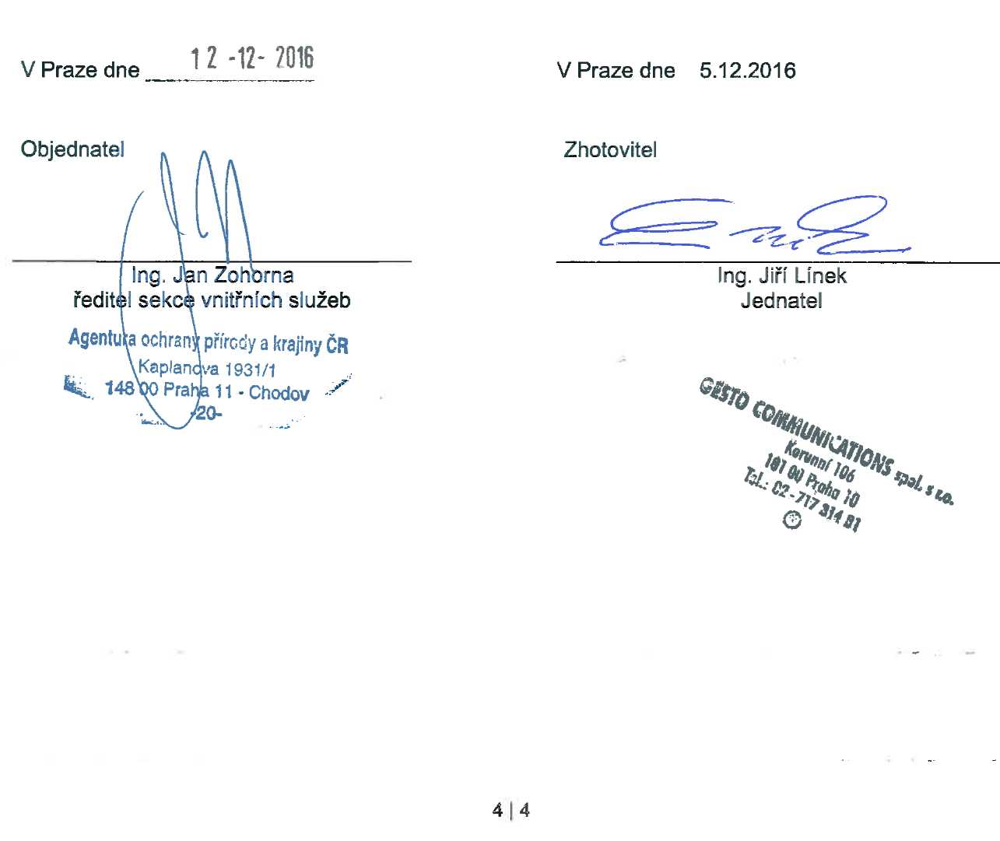 V Praze dne 12 -12- 2016
Objednatel
Ing. Jan Zohorna
ředitel sekce vnitřních služeb
Agentura ochrany přírody a krajiny ČR
Kaplanova 1931/1
148 00 Praha 11 - Chodov
-20-
V Praze dne 5.12.2016
Zhotovitel
Ing. Jiří Línek
Jednatel
GESTO COMMUNICATIONS spol. s r.o.
Korunní 106
101 00 Praha 10
Tel.: 02-717 314 81
4 | 4